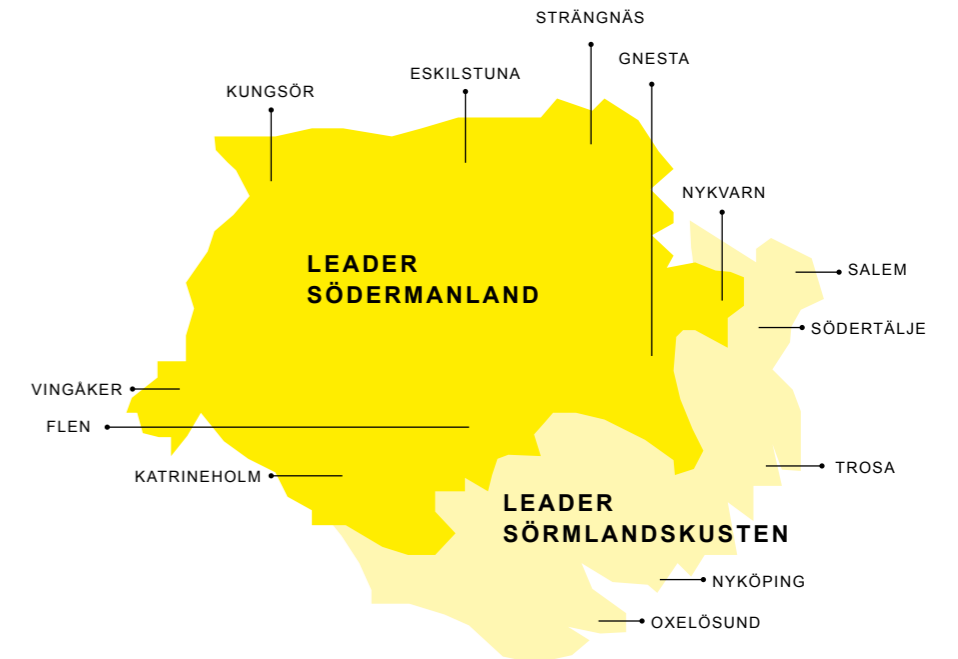 STRÄNGNÄS
GNESTA
ESKILSTUNA
KUNGSÖR
NYKVARN
LEADER
SÖDERMANLAND
SALEM
SÖDERTÄLJE
VINGÅKER
FLEN
KATRINEHOLM
TROSA
LEADER
SÖRMLANDSKUSTEN
NYKÖPING
OXELÖSUND